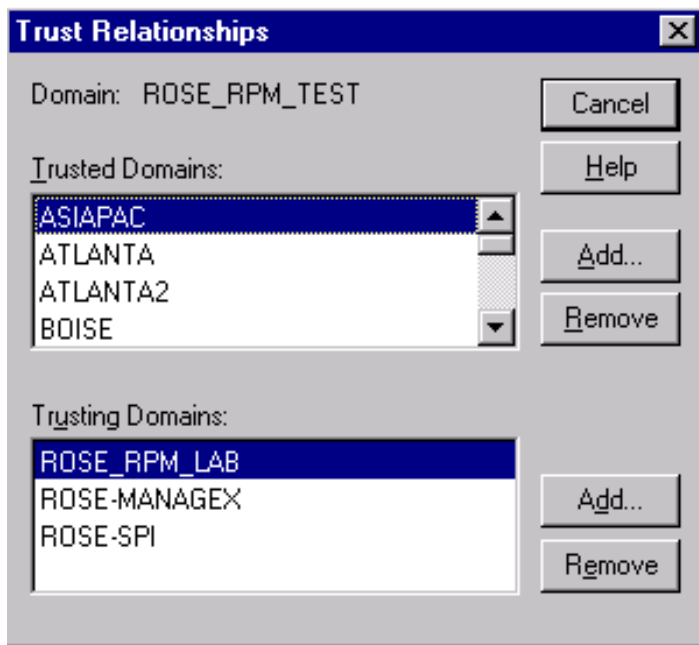 Trust Relationships
Domain: ROSE_RPM_TEST
Cancel
Help
Trusted Domains:
ASIAPAC
ATLANTA
ATLANTA2
BOISE
Add...
Remove
Trusting Domains:
ROSE_RPM_LAB
ROSE-MANAGEX
ROSE-SPI
Add...
Remove